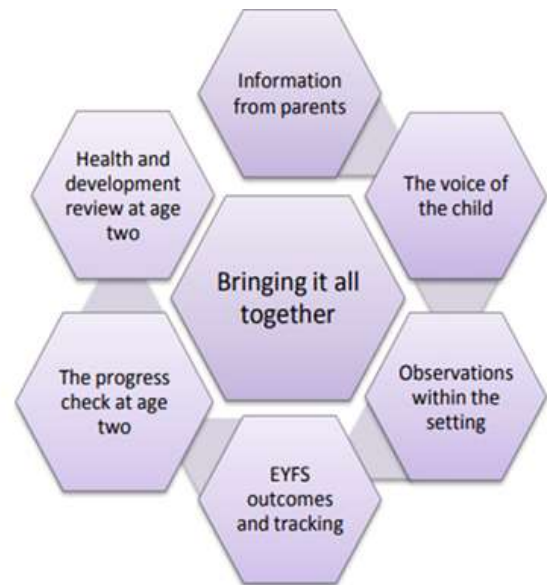 Information
from parents
The voice of
the child
Observations
within the
setting
EYFS
outcomes
and tracking
The progress
check at age
two
Health and
development
review at age
two
Bringing it all
together